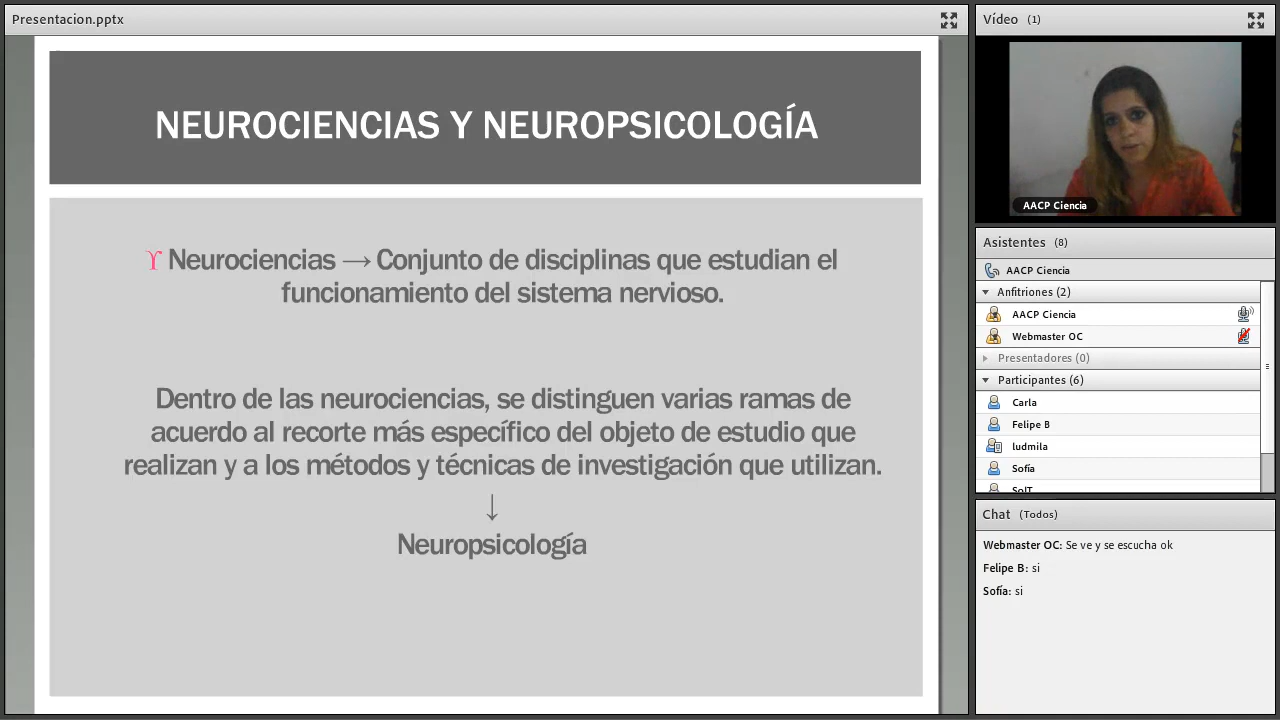 Presentacion.pptx
NEUROCIENCIAS Y NEUROPSICOLOGÍA
ϒ Neurociencias → Conjunto de disciplinas que estudian el
funcionamiento del sistema nervioso.
Dentro de las neurociencias, se distinguen varias ramas de
acuerdo al recorte más específico del objeto de estudio que
realizan y a los métodos y técnicas de investigación que utilizan.
↓
Neuropsicología
Vídeo (1)
AACP Ciencia
Asistentes (8)
AACP Ciencia
Anfitriones (2)
AACP Ciencia
Webmaster OC
Presentadores (0)
Participantes (6)
Carla
Felipe B
ludmila
Sofía
SolT
Chat (Todos)
Webmaster OC: Se ve y se escucha ok
Felipe B: si
Sofía: si